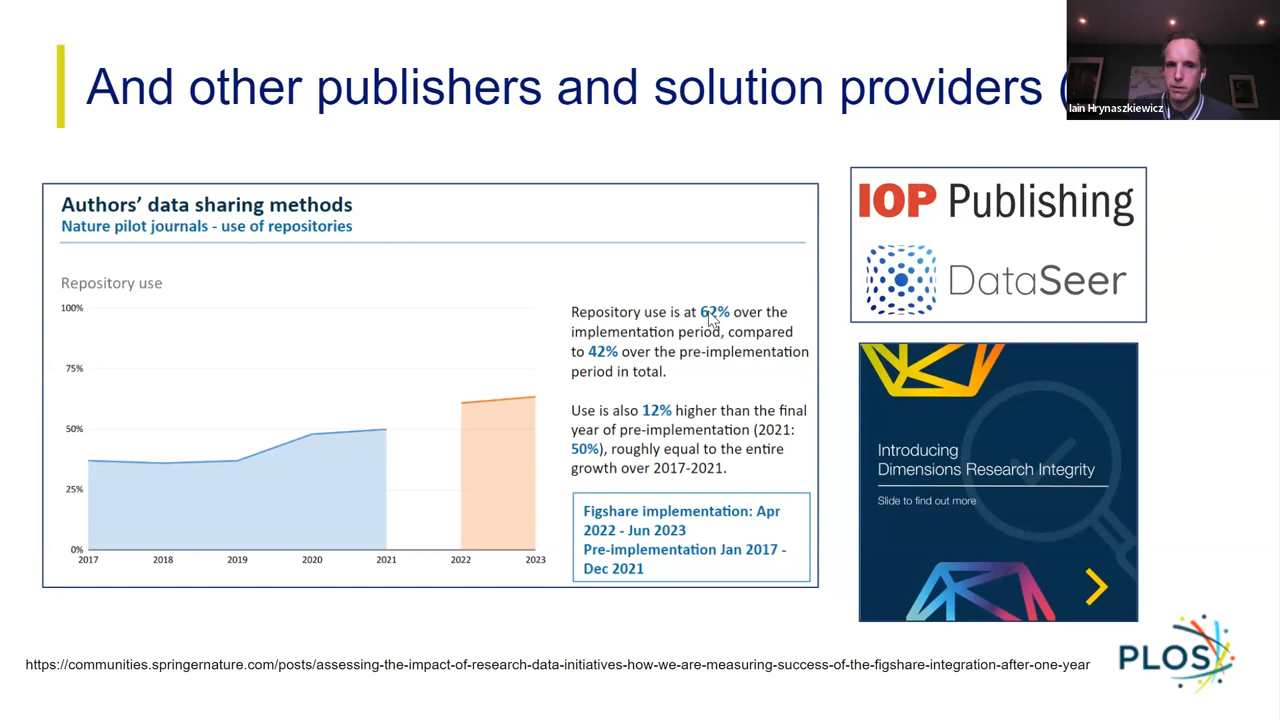 And other publishers and solution providers (
Iain Hrynaszkiewicz
Authors’ data sharing methods
Nature pilot journals - use of repositories
Repository use
100%
75%
50%
25%
0%
2017
2018
2019
2020
2021
2022
2023
Repository use is at 62% over the
implementation period, compared
to 42% over the pre-implementation
period in total.
Use is also 12% higher than the final
year of pre-implementation (2021:
50%), roughly equal to the entire
growth over 2017-2021.
Figshare implementation: Apr
2022 - Jun 2023
Pre-implementation Jan 2017 -
Dec 2021
IOP Publishing
DataSeer
Introducing
Dimensions Research Integrity
Slide to find out more
https://communities.springernature.com/posts/assessing-the-impact-of-research-data-initiatives-how-we-are-measuring-success-of-the-figshare-integration-after-one-year
PLOS